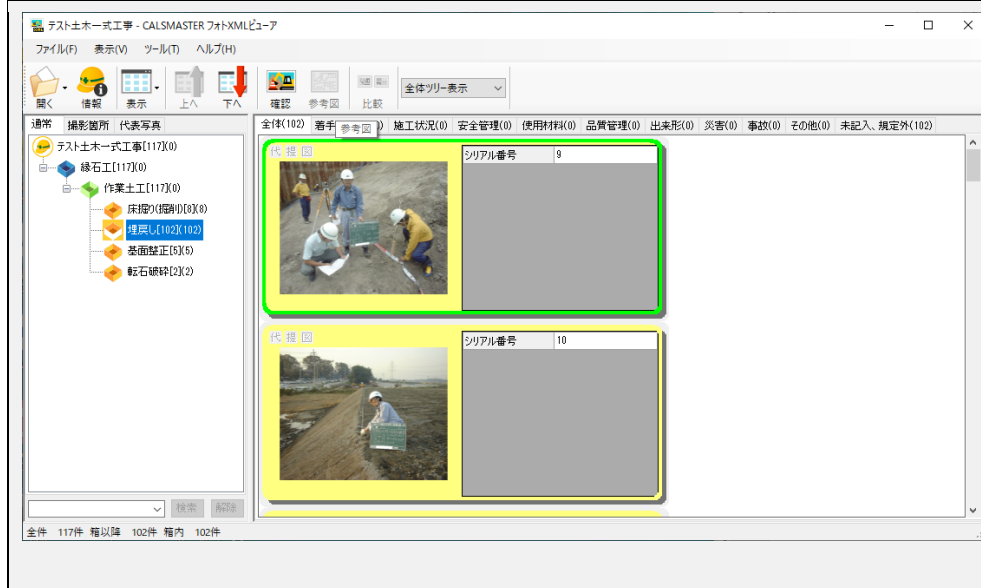 テスト土木一式工事 - CALSMASTER フォトXMLビューア
ファイル(F) 表示(V) ツール(T) ヘルプ(H)
開く 情報 表示 上へ 下へ 確認 参考図 比較 全体ツリー表示
通常 撮影箇所 代表写真
テスト土木一式工事[117](0)
縁石工[117](0)
作業土工[117](0)
床掘り(掘削)[8](8)
埋戻し[102](102)
基面整正[5](5)
転石破砕[2](2)
検索 解除
全体(102) 着手 参考図 ) 施工状況(0) 安全管理(0) 使用材料(0) 品質管理(0) 出来形(0) 災害(0) 事故(0) その他(0) 未記入、規定外(102)
代 提 図
シリアル番号 9
代 提 図
シリアル番号 10
全件 117件 箱以降 102件 箱内 102件